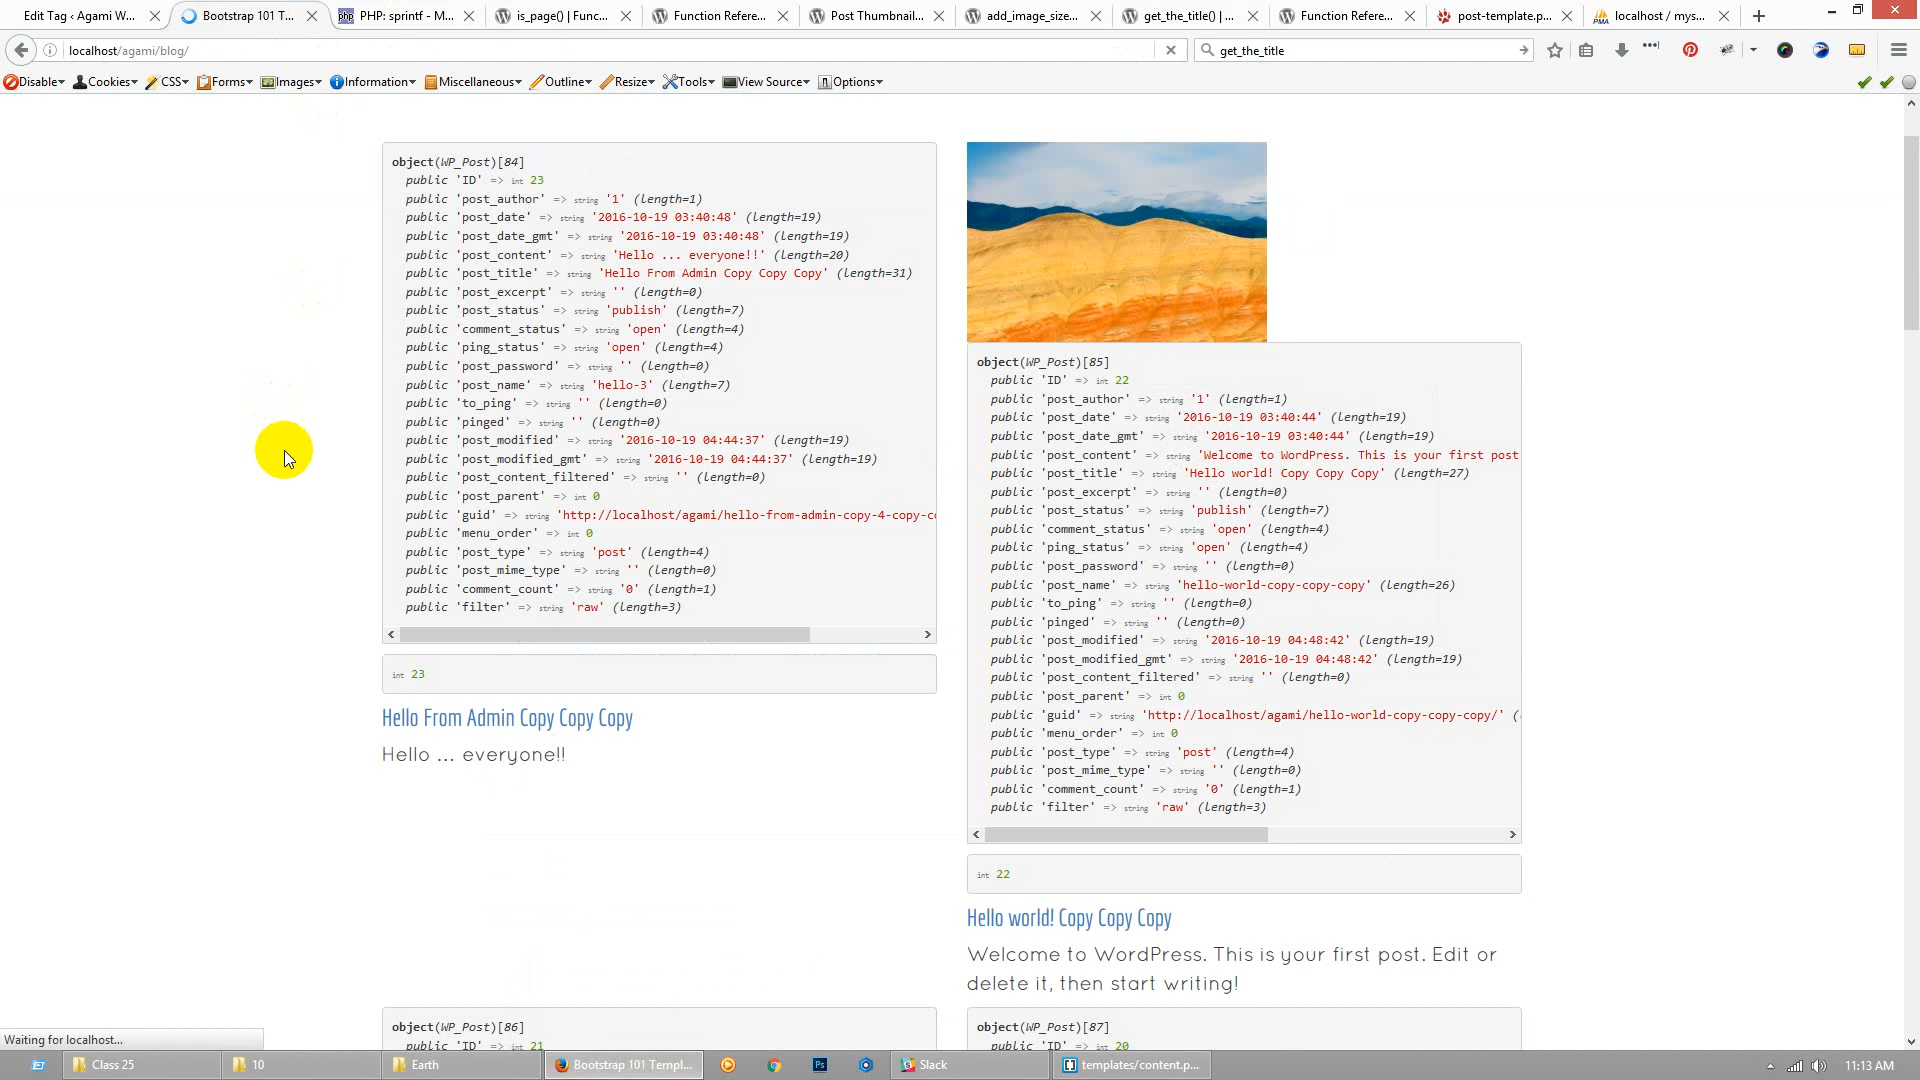 Edit Tag ‹ Agami W...
Bootstrap 101 T...
PHP: sprintf - M...
is_page() | Func...
Function Refere...
Post Thumbnail...
add_image_size...
get_the_title() | ...
Function Refere...
post-template.p...
localhost / mys...
localhost/agami/blog/
get_the_title
Disable
Cookies
CSS
Forms
Images
Information
Miscellaneous
Outline
Resize
Tools
View Source
Options
object(WP_Post)[84]
public 'ID' => int 23
public 'post_author' => string '1' (length=1)
public 'post_date' => string '2016-10-19 03:40:48' (length=19)
public 'post_date_gmt' => string '2016-10-19 03:40:48' (length=19)
public 'post_content' => string 'Hello ... everyone!!' (length=20)
public 'post_title' => string 'Hello From Admin Copy Copy Copy' (length=31)
public 'post_excerpt' => string '' (length=0)
public 'post_status' => string 'publish' (length=7)
public 'comment_status' => string 'open' (length=4)
public 'ping_status' => string 'open' (length=4)
public 'post_password' => string '' (length=0)
public 'post_name' => string 'hello-3' (length=7)
public 'to_ping' => string '' (length=0)
public 'pinged' => string '' (length=0)
public 'post_modified' => string '2016-10-19 04:44:37' (length=19)
public 'post_modified_gmt' => string '2016-10-19 04:44:37' (length=19)
public 'post_content_filtered' => string '' (length=0)
public 'post_parent' => int 0
public 'guid' => string 'http://localhost/agami/hello-from-admin-copy-4-copy-c
public 'menu_order' => int 0
public 'post_type' => string 'post' (length=4)
public 'post_mime_type' => string '' (length=0)
public 'comment_count' => string '0' (length=1)
public 'filter' => string 'raw' (length=3)
int 23
Hello From Admin Copy Copy Copy
Hello ... everyone!!
object(WP_Post)[85]
public 'ID' => int 22
public 'post_author' => string '1' (length=1)
public 'post_date' => string '2016-10-19 03:40:44' (length=19)
public 'post_date_gmt' => string '2016-10-19 03:40:44' (length=19)
public 'post_content' => string 'Welcome to WordPress. This is your first post
public 'post_title' => string 'Hello world! Copy Copy Copy' (length=27)
public 'post_excerpt' => string '' (length=0)
public 'post_status' => string 'publish' (length=7)
public 'comment_status' => string 'open' (length=4)
public 'ping_status' => string 'open' (length=4)
public 'post_password' => string '' (length=0)
public 'post_name' => string 'hello-world-copy-copy-copy' (length=26)
public 'to_ping' => string '' (length=0)
public 'pinged' => string '' (length=0)
public 'post_modified' => string '2016-10-19 04:48:42' (length=19)
public 'post_modified_gmt' => string '2016-10-19 04:48:42' (length=19)
public 'post_content_filtered' => string '' (length=0)
public 'post_parent' => int 0
public 'guid' => string 'http://localhost/agami/hello-world-copy-copy-copy/' (
public 'menu_order' => int 0
public 'post_type' => string 'post' (length=4)
public 'post_mime_type' => string '' (length=0)
public 'comment_count' => string '0' (length=1)
public 'filter' => string 'raw' (length=3)
int 22
Hello world! Copy Copy Copy
Welcome to WordPress. This is your first post. Edit or
delete it, then start writing!
object(WP_Post)[86]
public 'ID' => int 21
object(WP_Post)[87]
public 'ID' => int 20
Waiting for localhost...
Class 25
10
Earth
Bootstrap 101 Templ...
Slack
templates/content.p...
11:13 AM